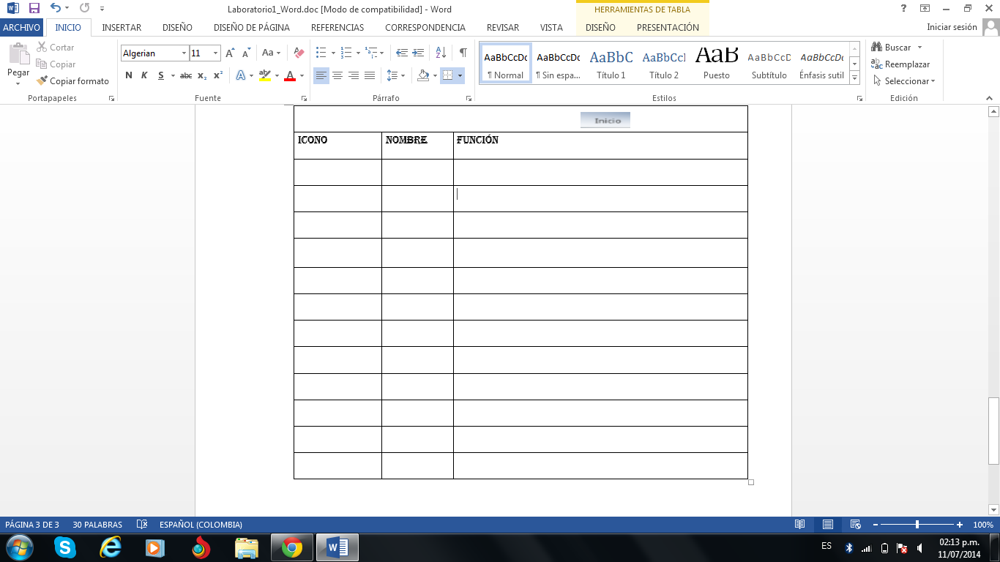 Laboratorio1_Word.doc [Modo de compatibilidad] - Word
HERRAMIENTAS DE TABLA
?
ARCHIVO INICIO INSERTAR DISEÑO DISEÑO DE PÁGINA REFERENCIAS CORRESPONDENCIA REVISAR VISTA DISEÑO PRESENTACIÓN Iniciar sesión
Pegar
Cortar
Copiar
Copiar formato
Portapapeles
Algerian 11 A A Aa
N K S abc x₂ x² A ab A
Fuente
Párrafo
AaBbCcDc AaBbCcDc AaBbC AaBbCcI AaB AaBbCcD AaBbCcDc
¶ Normal ¶ Sin espa... Título 1 Título 2 Puesto Subtítulo Énfasis sutil
Estilos
Buscar
Reemplazar
Seleccionar
Edición
Inicio
ICONO NOMBRE FUNCIÓN
PÁGINA 3 DE 3 30 PALABRAS ESPAÑOL (COLOMBIA) 100%
ES
02:13 p.m.
11/07/2014